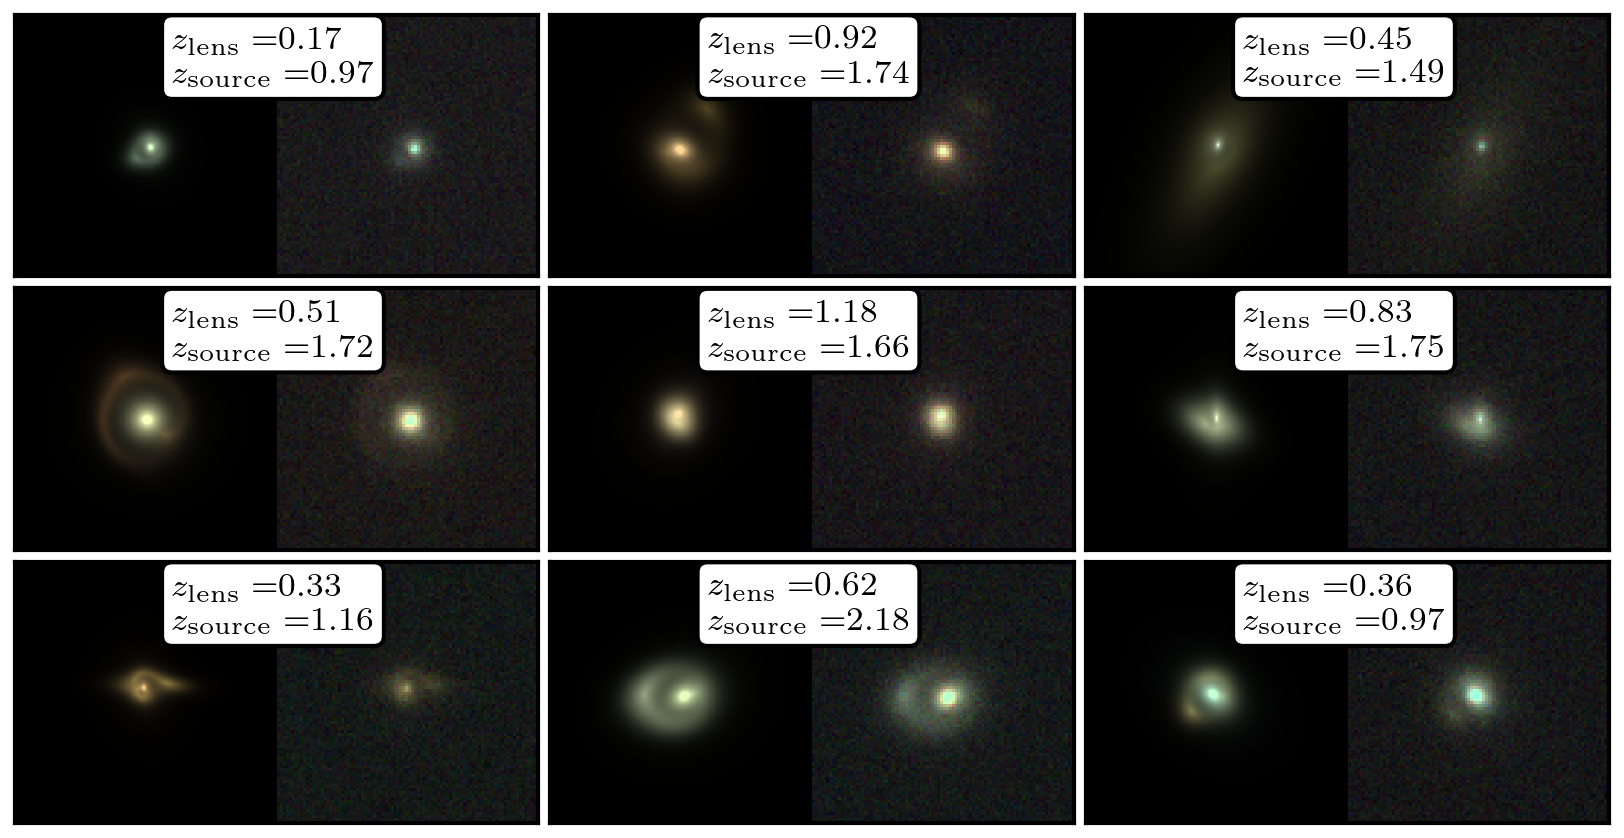 z_lens =0.17
z_source =0.97
z_lens =0.92
z_source =1.74
z_lens =0.45
z_source =1.49
z_lens =0.51
z_source =1.72
z_lens =1.18
z_source =1.66
z_lens =0.83
z_source =1.75
z_lens =0.33
z_source =1.16
z_lens =0.62
z_source =2.18
z_lens =0.36
z_source =0.97